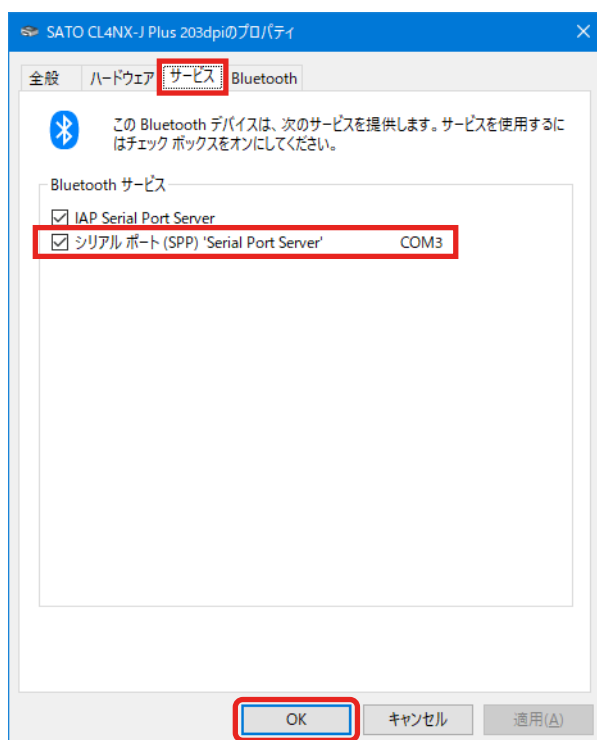 SATO CL4NX-J Plus 203dpiのプロパティ
全般 ハードウェア サービス Bluetooth
この Bluetooth デバイスは、次のサービスを提供します。サービスを使用するに
はチェック ボックスをオンにしてください。
Bluetooth サービス
IAP Serial Port Server
シリアル ポート (SPP) 'Serial Port Server' COM3
OK キャンセル 適用(A)